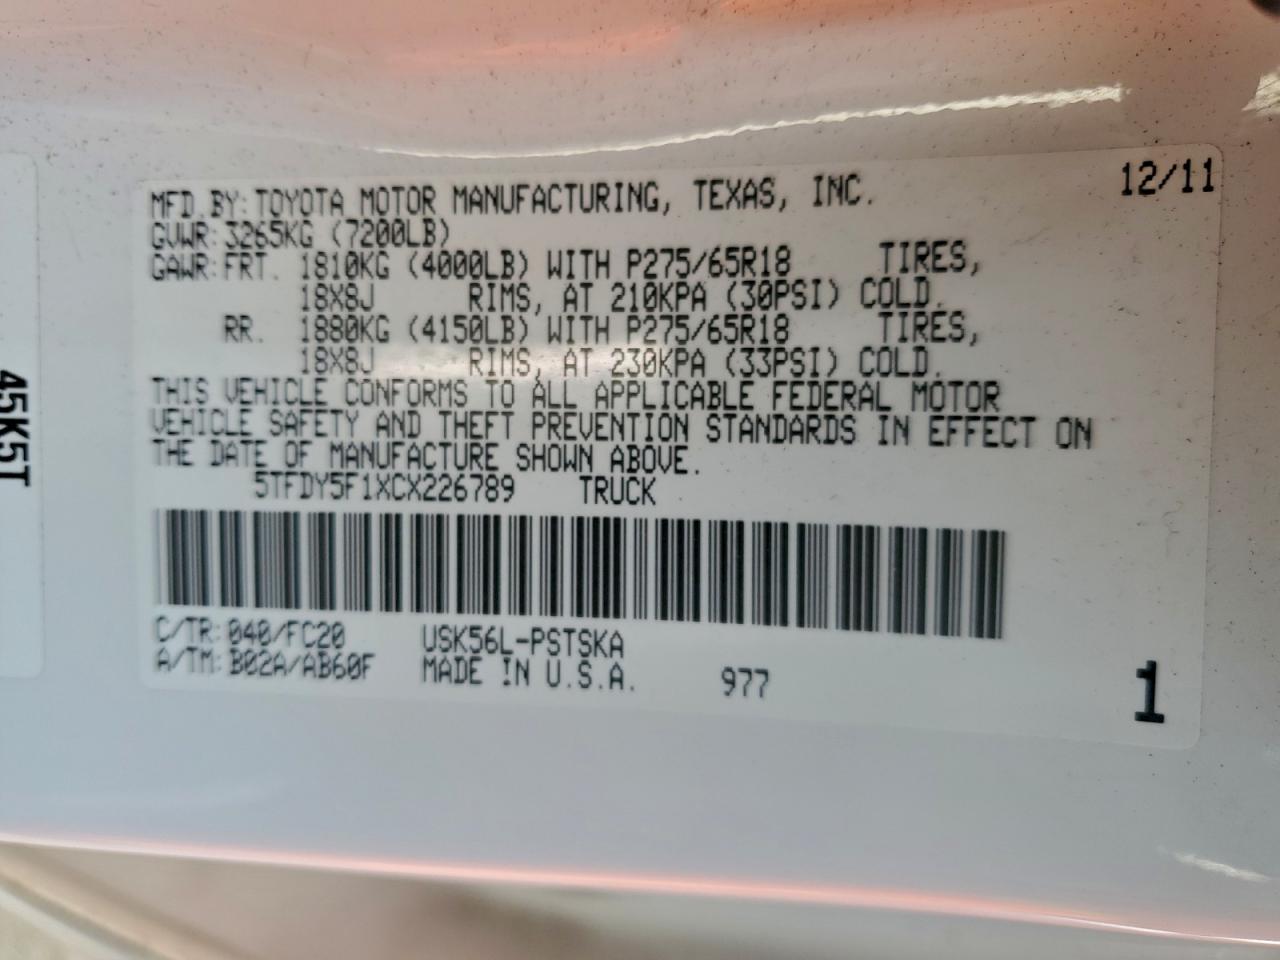 12/11
MFD.BY:TOYOTA MOTOR MANUFACTURING, TEXAS, INC.
GVWR:3265KG (7200LB)
GAWR:FRT. 1810KG (4000LB) WITH P275/65R18 TIRES,
18X8J RIMS, AT 210KPA (30PSI) COLD.
RR. 1880KG (4150LB) WITH P275/65R18 TIRES,
18X8J RIMS, AT 230KPA (33PSI) COLD.
THIS VEHICLE CONFORMS TO ALL APPLICABLE FEDERAL MOTOR
VEHICLE SAFETY AND THEFT PREVENTION STANDARDS IN EFFECT ON
THE DATE OF MANUFACTURE SHOWN ABOVE.
5TFDY5F1XCX226789 TRUCK
C/TR:040/FC20 USK56L-PSTSKA
A/TM:B02A/AB60F MADE IN U.S.A. 977
1
45K5T